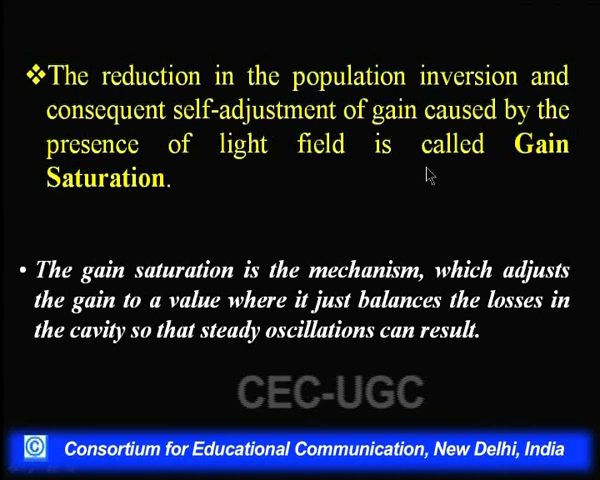 ❖The reduction in the population inversion and
consequent self-adjustment of gain caused by the
presence of light field is called Gain
Saturation.
• The gain saturation is the mechanism, which adjusts
the gain to a value where it just balances the losses in
the cavity so that steady oscillations can result.
CEC-UGC
© Consortium for Educational Communication, New Delhi, India